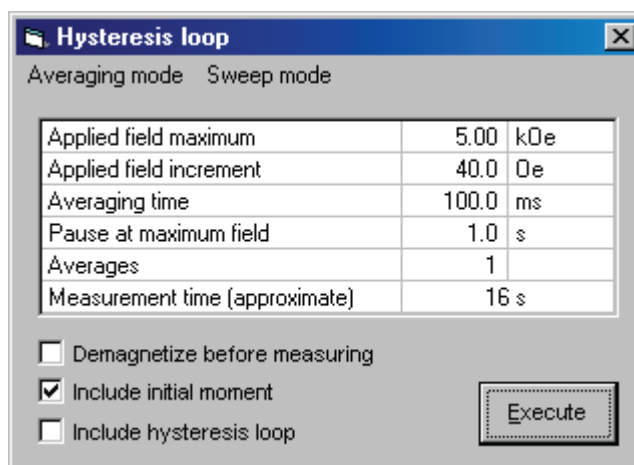 Hysteresis loop
Averaging mode Sweep mode
Applied field maximum 5.00 kOe
Applied field increment 40.0 Oe
Averaging time 100.0 ms
Pause at maximum field 1.0 s
Averages 1
Measurement time (approximate) 16 s
Demagnetize before measuring
Include initial moment
Execute
Include hysteresis loop